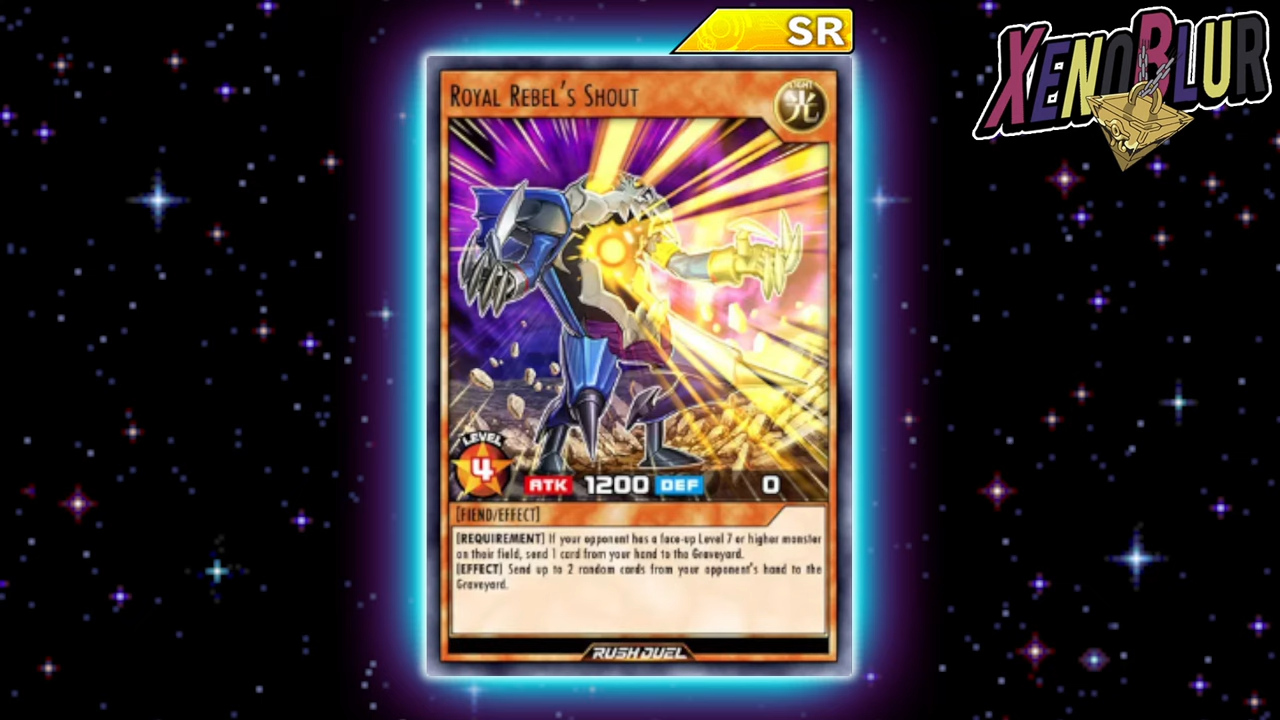 SR
XENOBLUR
ROYAL REBEL'S SHOUT
LIGHT
光
LEVEL
4
ATK 1200 DEF 0
[FIEND/EFFECT]
[REQUIREMENT] If your opponent has a face-up Level 7 or higher monster
on their field, send 1 card from your hand to the Graveyard.
[EFFECT] Send up to 2 random cards from your opponent's hand to the
Graveyard.
RUSH DUEL